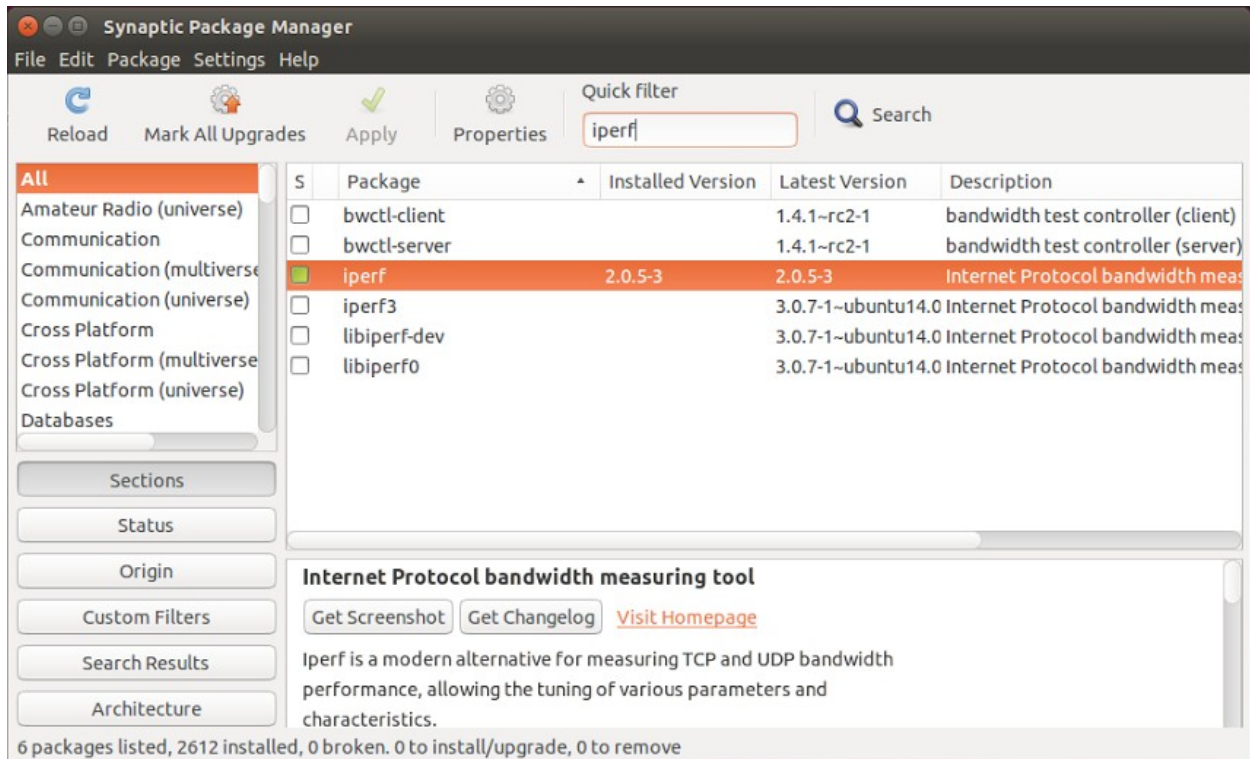 Synaptic Package Manager
File Edit Package Settings Help
Reload Mark All Upgrades Apply Properties Quick filter iperf Search
All
Amateur Radio (universe)
Communication
Communication (multiverse
Communication (universe)
Cross Platform
Cross Platform (multiverse
Cross Platform (universe)
Databases
Sections
Status
Origin
Custom Filters
Search Results
Architecture
S Package Installed Version Latest Version Description
bwctl-client 1.4.1~rc2-1 bandwidth test controller (client)
bwctl-server 1.4.1~rc2-1 bandwidth test controller (server)
iperf 2.0.5-3 2.0.5-3 Internet Protocol bandwidth meas
iperf3 3.0.7-1~ubuntu14.0 Internet Protocol bandwidth meas
libiperf-dev 3.0.7-1~ubuntu14.0 Internet Protocol bandwidth meas
libiperf0 3.0.7-1~ubuntu14.0 Internet Protocol bandwidth meas
Internet Protocol bandwidth measuring tool
Get Screenshot Get Changelog Visit Homepage
Iperf is a modern alternative for measuring TCP and UDP bandwidth
performance, allowing the tuning of various parameters and
characteristics.
6 packages listed, 2612 installed, 0 broken. 0 to install/upgrade, 0 to remove